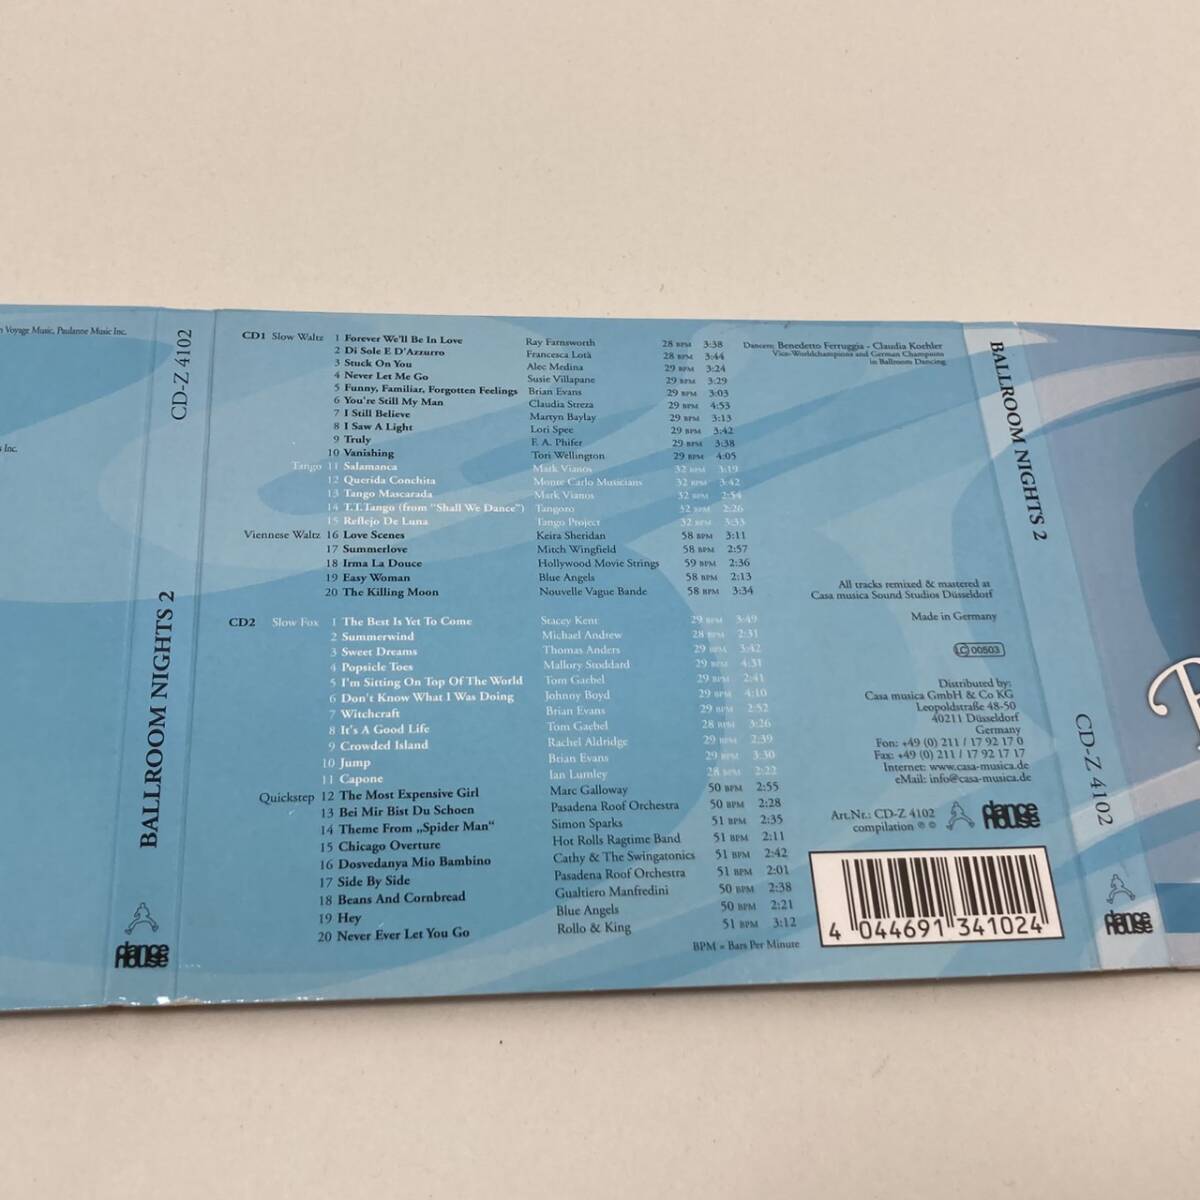 n Voyage Music, Paulanne Music Inc.
s Inc.
CD-Z 4102
BALLROOM NIGHTS 2
dance HOUSE
CD1 Slow Waltz 1 Forever We'll Be In Love Ray Farnsworth 28 BPM 3:38
2 Di Sole E D'Azzurro Francesca Lotà 28 BPM 3:44
3 Stuck On You Alec Medina 29 BPM 3:24
4 Never Let Me Go Susie Villapane 29 BPM 3:29
5 Funny, Familiar, Forgotten Feelings Brian Evans 29 BPM 3:03
6 You're Still My Man Claudia Streza 29 BPM 4:53
7 I Still Believe Martyn Baylay 29 BPM 3:13
8 I Saw A Light Lori Spee 29 BPM 3:42
9 Truly F. A. Phifer 29 BPM 3:38
10 Vanishing Tori Wellington 29 BPM 4:05
Tango 11 Salamanca Mark Vianos 32 BPM 3:19
12 Querida Conchita Monte Carlo Musicians 32 BPM 3:42
13 Tango Mascarada Mark Vianos 32 BPM 2:54
14 T.T.Tango (from "Shall We Dance") Tangoro 32 BPM 2:26
15 Reflejo De Luna Tango Project 32 BPM 3:33
Viennese Waltz 16 Love Scenes Keira Sheridan 58 BPM 3:11
17 Summerlove Mitch Wingfield 58 BPM 2:57
18 Irma La Douce Hollywood Movie Strings 59 BPM 2:36
19 Easy Woman Blue Angels 58 BPM 2:13
20 The Killing Moon Nouvelle Vague Bande 58 BPM 3:34
CD2 Slow Fox 1 The Best Is Yet To Come Stacey Kent 29 BPM 3:49
2 Summerwind Michael Andrew 28 BPM 2:31
3 Sweet Dreams Thomas Anders 29 BPM 3:42
4 Popsicle Toes Mallory Stoddard 29 BPM 4:31
5 I'm Sitting On Top Of The World Tom Gaebel 29 BPM 2:41
6 Don't Know What I Was Doing Johnny Boyd 29 BPM 4:10
7 Witchcraft Brian Evans 29 BPM 2:52
8 It's A Good Life Tom Gaebel 28 BPM 3:26
9 Crowded Island Rachel Aldridge 29 BPM 2:39
10 Jump Brian Evans 29 BPM 3:30
11 Capone Ian Lumley 28 BPM 2:22
Quickstep 12 The Most Expensive Girl Marc Galloway 50 BPM 2:55
13 Bei Mir Bist Du Schoen Pasadena Roof Orchestra 50 BPM 2:28
14 Theme From „Spider Man" Simon Sparks 51 BPM 2:35
15 Chicago Overture Hot Rolls Ragtime Band 51 BPM 2:11
16 Dosvedanya Mio Bambino Cathy & The Swingatonics 51 BPM 2:42
17 Side By Side Pasadena Roof Orchestra 51 BPM 2:01
18 Beans And Cornbread Gualtiero Manfredini 50 BPM 2:38
19 Hey Blue Angels 50 BPM 2:21
20 Never Ever Let You Go Rollo & King 51 BPM 3:12
BPM = Bars Per Minute
Dancers: Benedetto Ferruggia - Claudia Koehler
Vice-Worldchampions and German Champions
in Ballroom Dancing
All tracks remixed & mastered at
Casa musica Sound Studios Düsseldorf
Made in Germany
LC 00503
Distributed by:
Casa musica GmbH & Co KG
Leopoldstraße 48-50
40211 Düsseldorf
Germany
Fon: +49 (0) 211 / 17 92 17 0
Fax: +49 (0) 211 / 17 92 17 17
Internet: www.casa-musica.de
eMail: info@casa-musica.de
Art.Nr.: CD-Z 4102
compilation ℗ ©
dance HOUSE
4 044691 341024
BALLROOM NIGHTS 2
CD-Z 4102
dance HOUSE